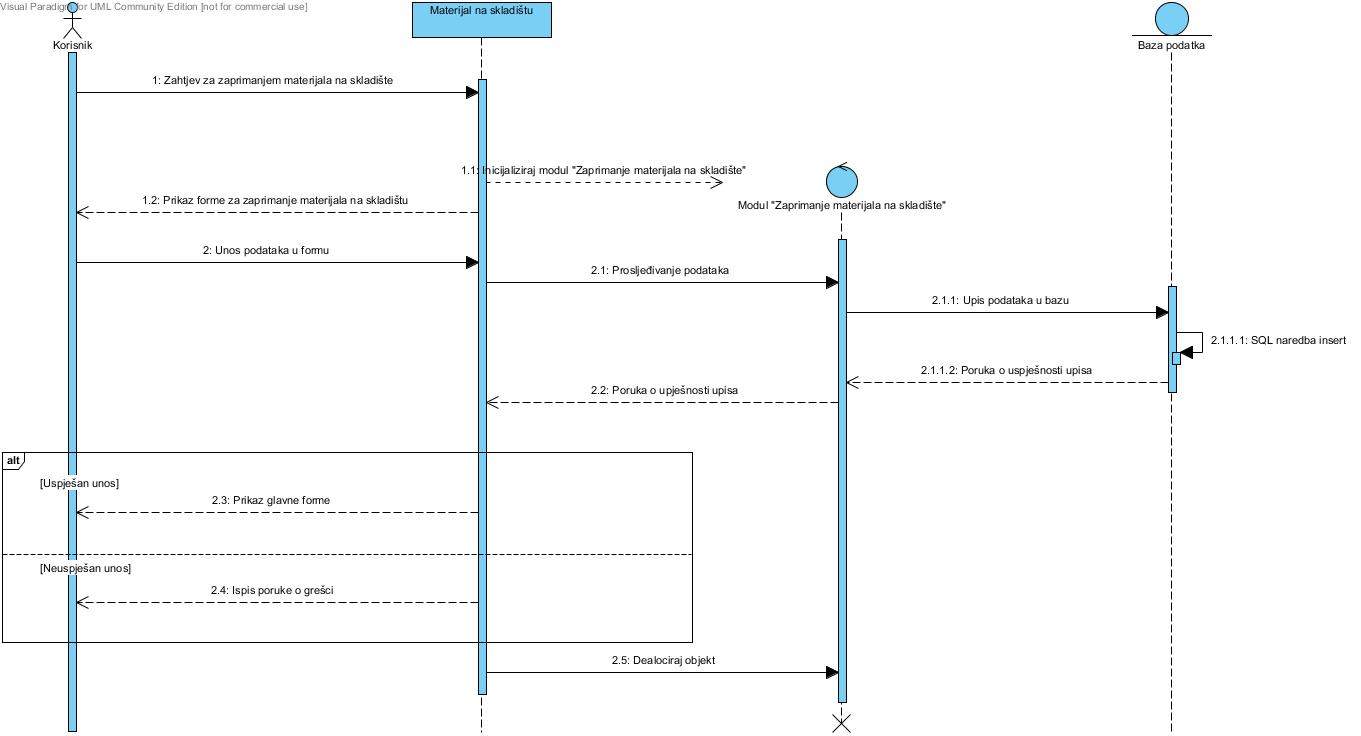 Visual Paradigm for UML Community Edition [not for commercial use]
Korisnik
Materijal na skladištu
Baza podatka
1: Zahtjev za zaprimanjem materijala na skladište
1.1: Inicijaliziraj modul "Zaprimanje materijala na skladište"
1.2: Prikaz forme za zaprimanje materijala na skladištu
Modul "Zaprimanje materijala na skladište"
2: Unos podataka u formu
2.1: Prosljeđivanje podataka
2.1.1: Upis podataka u bazu
2.1.1.1: SQL naredba insert
2.1.1.2: Poruka o uspješnosti upisa
2.2: Poruka o upješnosti upisa
alt
[Uspješan unos]
2.3: Prikaz glavne forme
[Neuspješan unos]
2.4: Ispis poruke o grešci
2.5: Dealociraj objekt